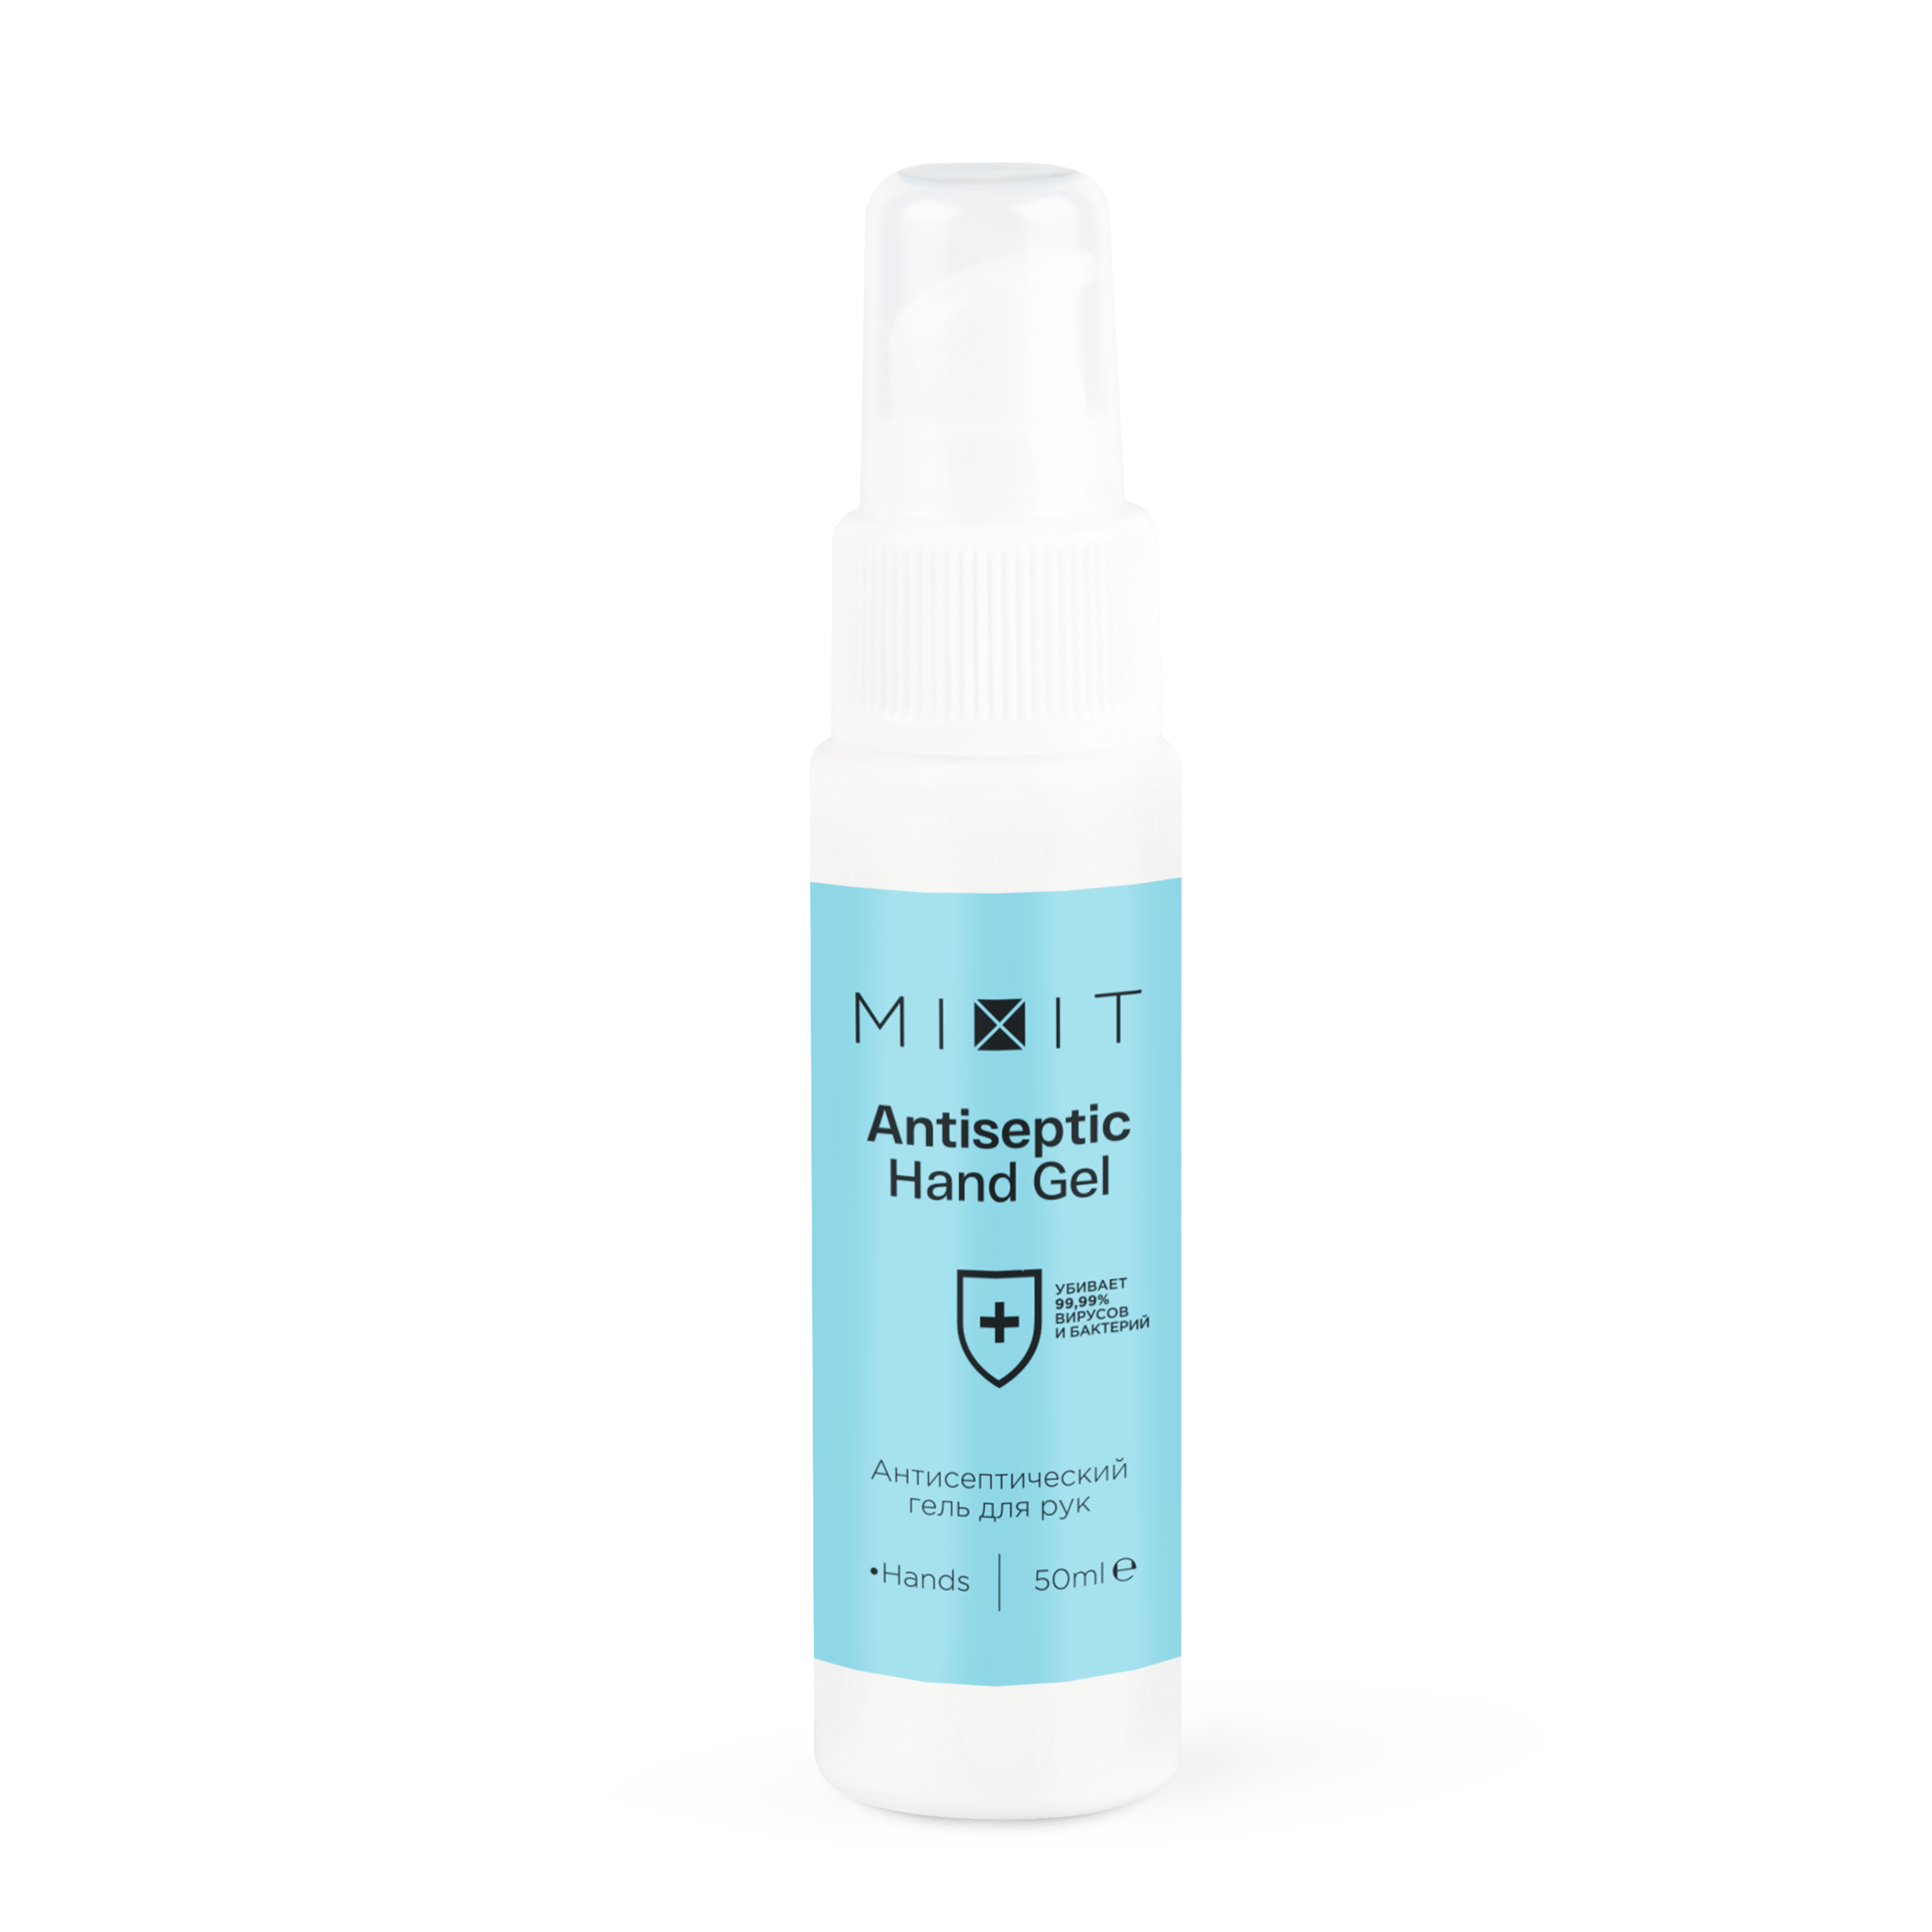 MIXIT
Antiseptic
Hand Gel
УБИВАЕТ
99,99%
ВИРУСОВ
И БАКТЕРИЙ
Антисептический
гель для рук
•Hands | 50ml ℮